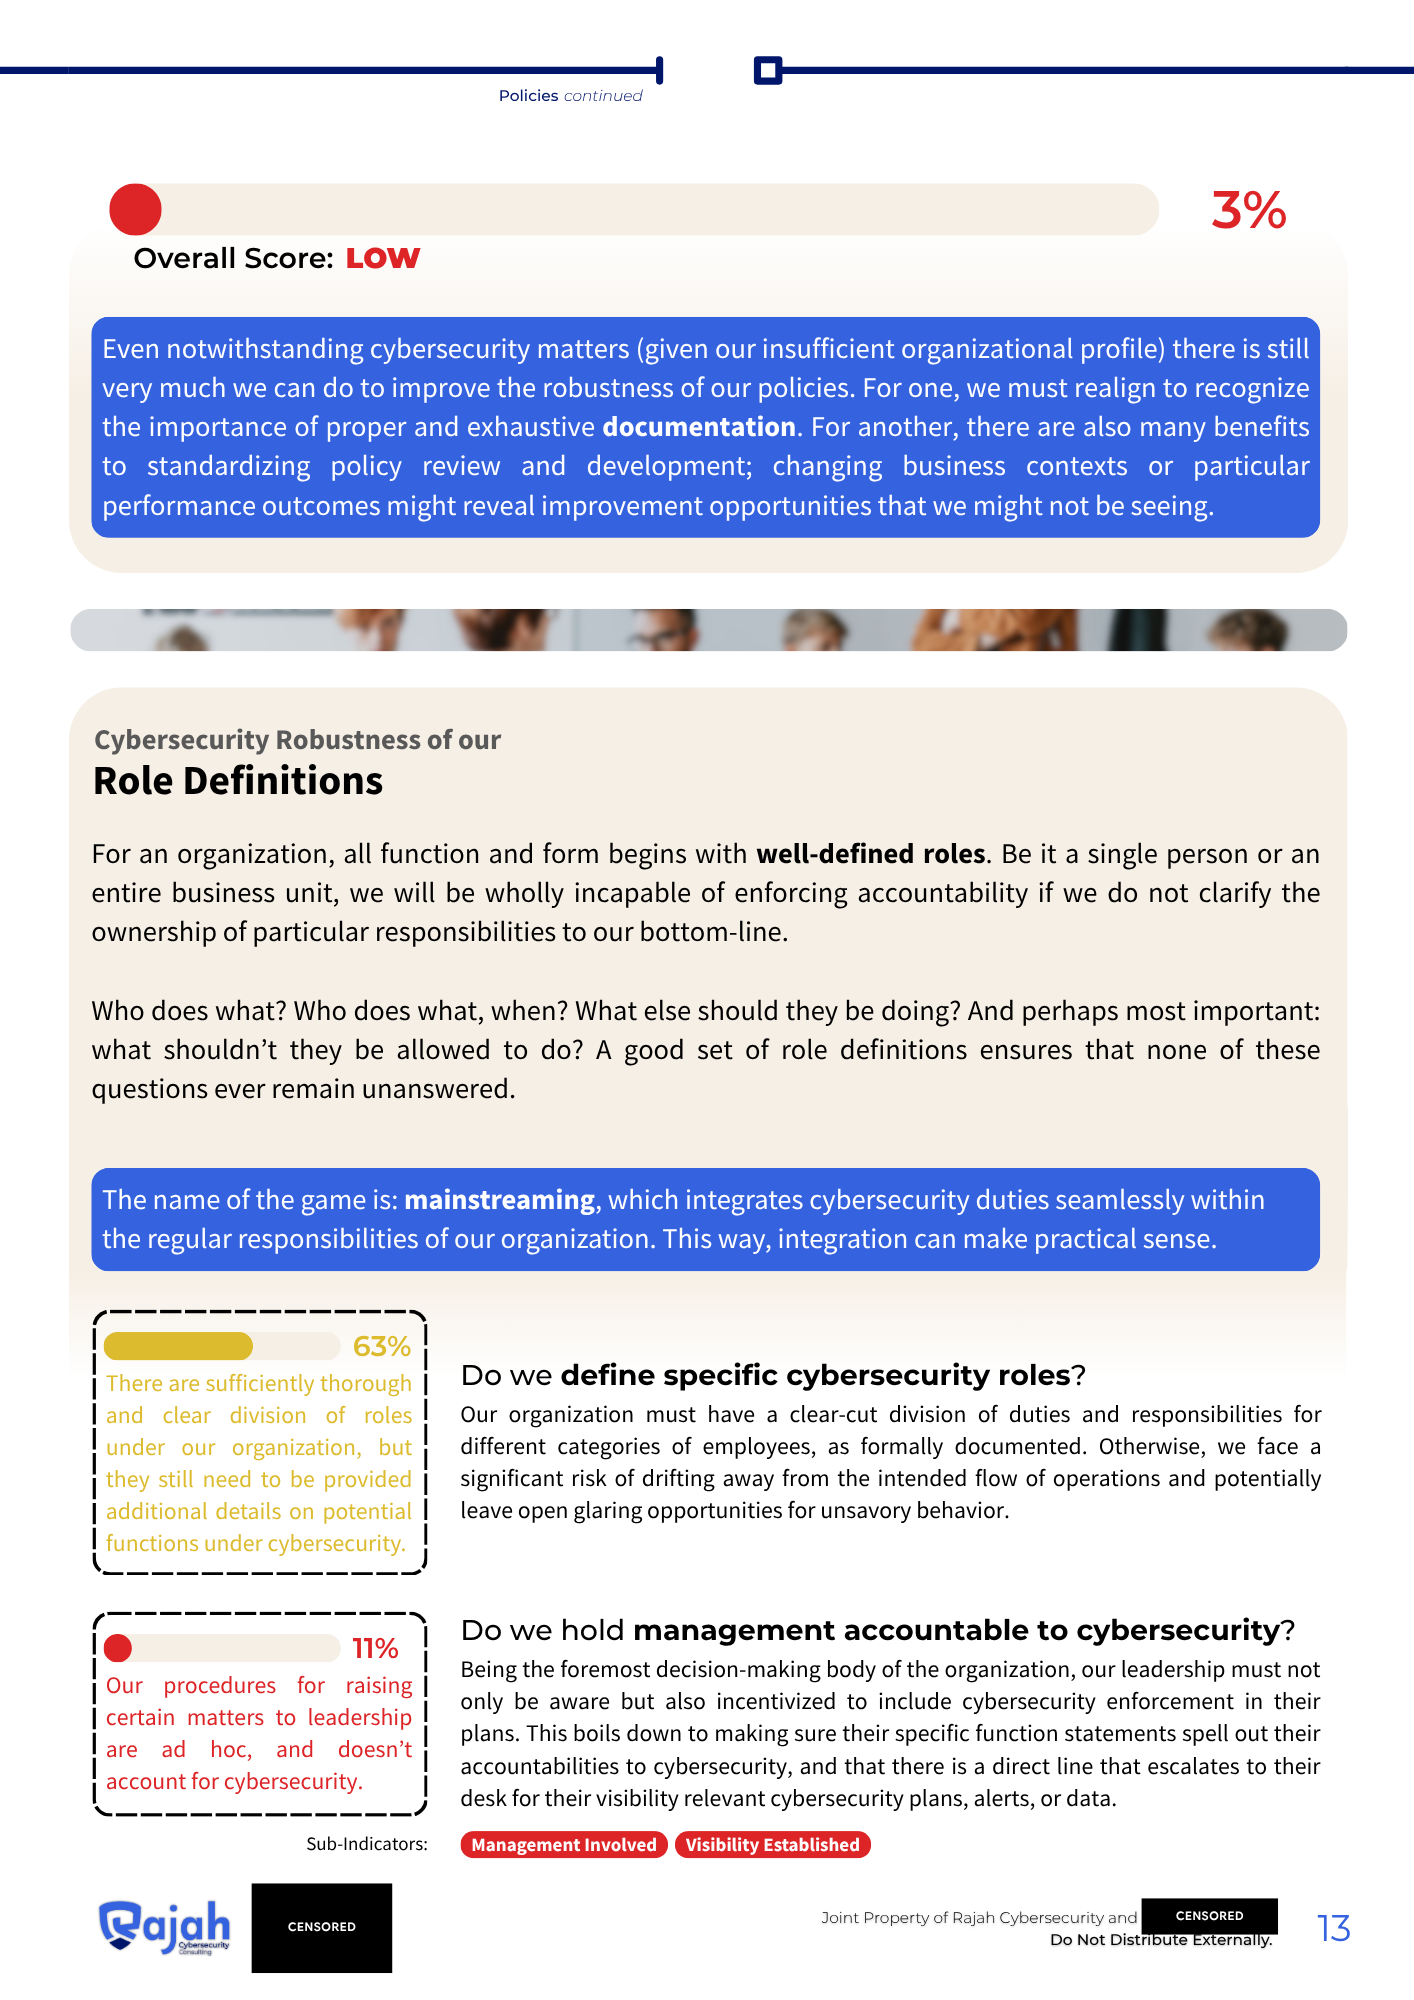 Policies continued
3%
Overall Score: LOW
Even notwithstanding cybersecurity matters (given our insufficient organizational profile) there is still
very much we can do to improve the robustness of our policies. For one, we must realign to recognize
the importance of proper and exhaustive documentation. For another, there are also many benefits
to standardizing policy review and development; changing business contexts or particular
performance outcomes might reveal improvement opportunities that we might not be seeing.
Cybersecurity Robustness of our
Role Definitions
For an organization, all function and form begins with well-defined roles. Be it a single person or an
entire business unit, we will be wholly incapable of enforcing accountability if we do not clarify the
ownership of particular responsibilities to our bottom-line.
Who does what? Who does what, when? What else should they be doing? And perhaps most important:
what shouldn't they be allowed to do? A good set of role definitions ensures that none of these
questions ever remain unanswered.
The name of the game is: mainstreaming, which integrates cybersecurity duties seamlessly within
the regular responsibilities of our organization. This way, integration can make practical sense.
63%
There are sufficiently thorough
and clear division of roles
under our organization, but
they still need to be provided
additional details on potential
functions under cybersecurity.
Do we define specific cybersecurity roles?
Our organization must have a clear-cut division of duties and responsibilities for
different categories of employees, as formally documented. Otherwise, we face a
significant risk of drifting away from the intended flow of operations and potentially
leave open glaring opportunities for unsavory behavior.
11%
Our procedures for raising
certain matters to leadership
are ad hoc, and doesn't
account for cybersecurity.
Do we hold management accountable to cybersecurity?
Being the foremost decision-making body of the organization, our leadership must not
only be aware but also incentivized to include cybersecurity enforcement in their
plans. This boils down to making sure their specific function statements spell out their
accountabilities to cybersecurity, and that there is a direct line that escalates to their
desk for their visibility relevant cybersecurity plans, alerts, or data.
Sub-Indicators: Management Involved Visibility Established
Rajah
Cybersecurity
Consulting
CENSORED
Joint Property of Rajah Cybersecurity and CENSORED
Do Not Distribute Externally.
13